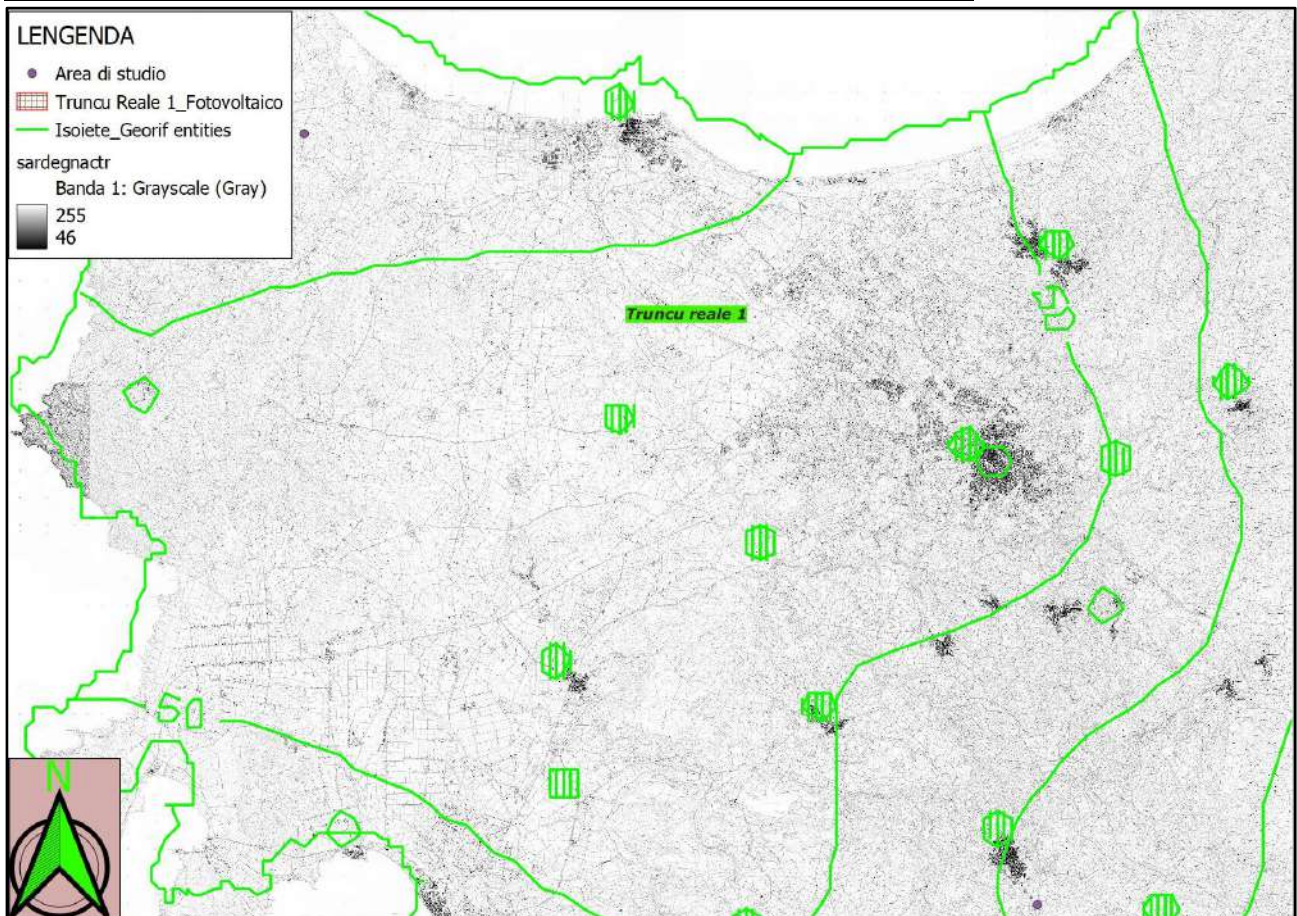 LENGENDA
Area di studio
Truncu Reale 1_Fotovoltaico
Isoiete_Georif entities
sardegnactr
Banda 1: Grayscale (Gray)
255
46
Truncu reale 1
50
50
N